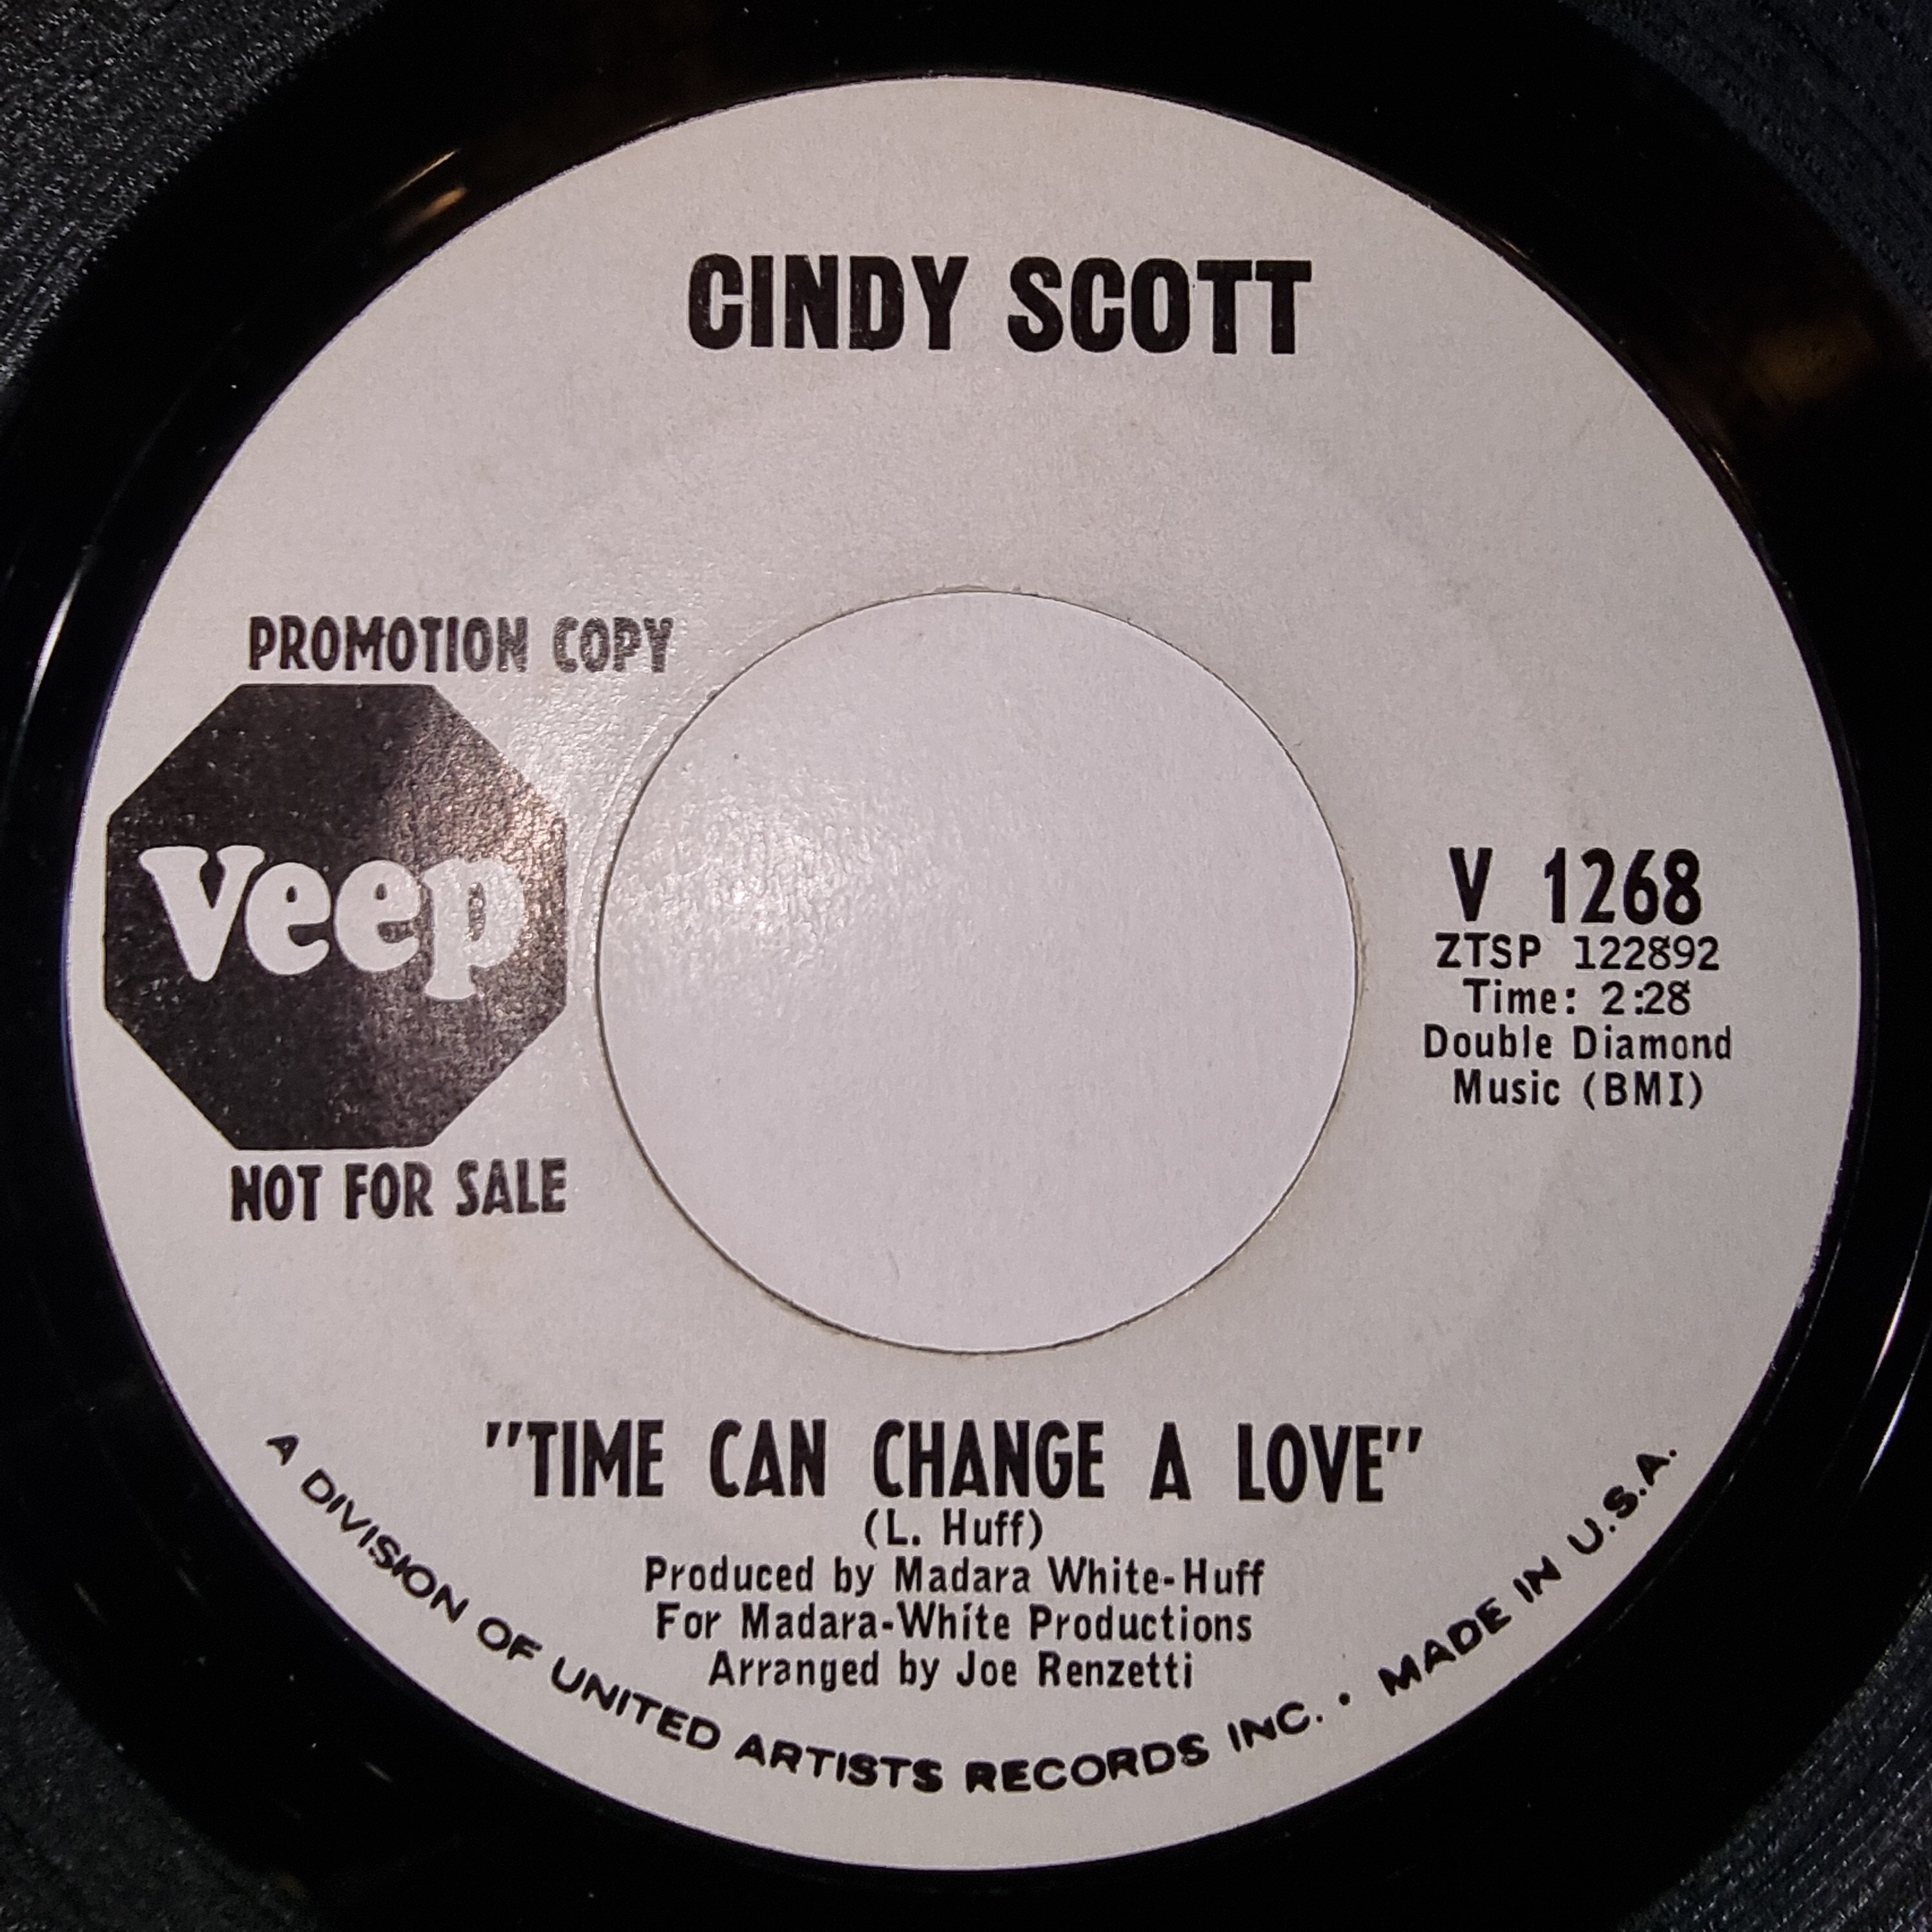 CINDY SCOTT
PROMOTION COPY
Veep
NOT FOR SALE
V 1268
ZTSP 122892
Time: 2:28
Double Diamond
Music (BMI)
"TIME CAN CHANGE A LOVE"
(L. Huff)
Produced by Madara White-Huff
For Madara-White Productions
Arranged by Joe Renzetti
A DIVISION OF UNITED ARTISTS RECORDS INC. • MADE IN U.S.A.